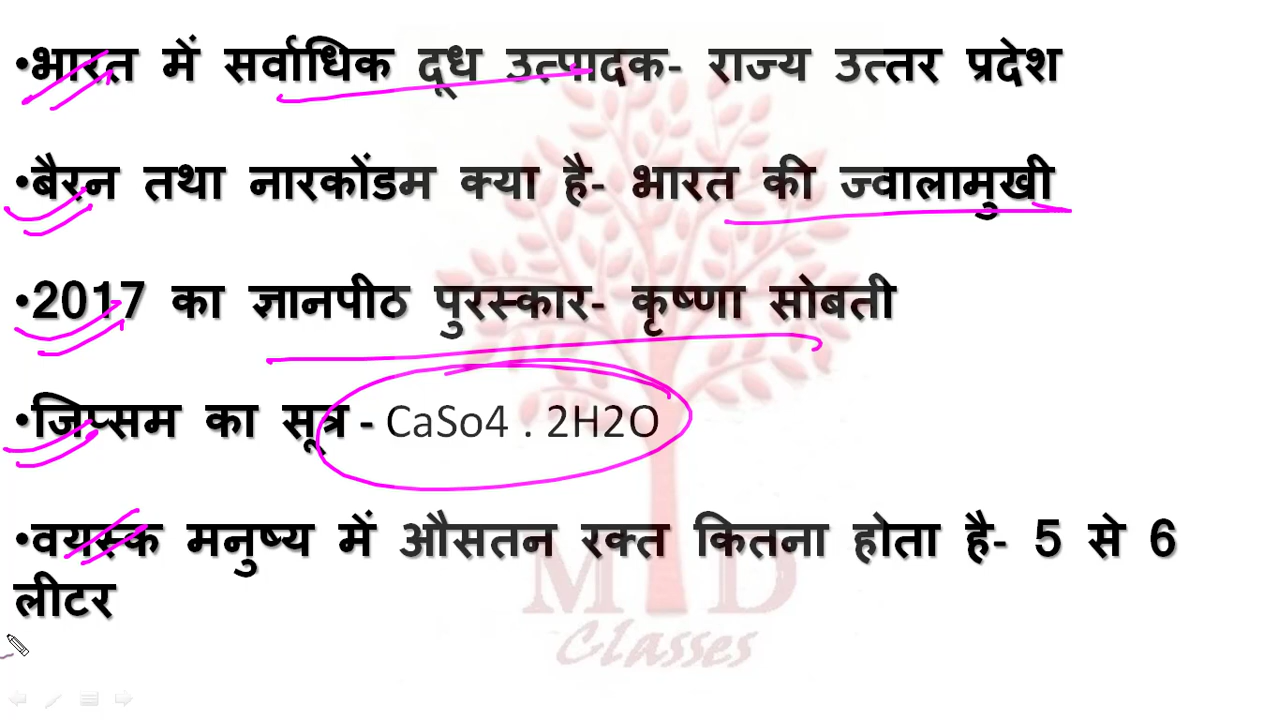 •भारत में सर्वाधिक दूध उत्पादक- राज्य उत्तर प्रदेश
•बैरन तथा नारकोंडम क्या है- भारत की ज्वालामुखी
•2017 का ज्ञानपीठ पुरस्कार- कृष्णा सोबती
•जिप्सम का सूत्र - CaSo4 . 2H2O
•वयस्क मनुष्य में औसतन रक्त कितना होता है- 5 से 6
लीटर
M D
Classes